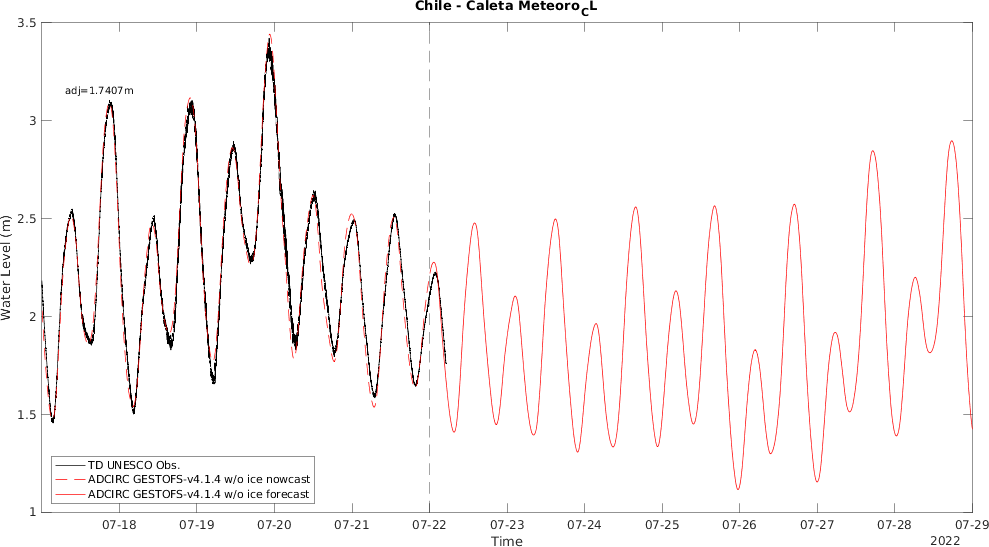 Chile - Caleta MeteoroCL
3.5
adj=1.7407m
3
2.5
2
1.5
1
Water Level (m)
TD UNESCO Obs.
ADCIRC GESTOFS-v4.1.4 w/o ice nowcast
ADCIRC GESTOFS-v4.1.4 w/o ice forecast
07-18 07-19 07-20 07-21 07-22 07-23 07-24 07-25 07-26 07-27 07-28 07-29
Time
2022